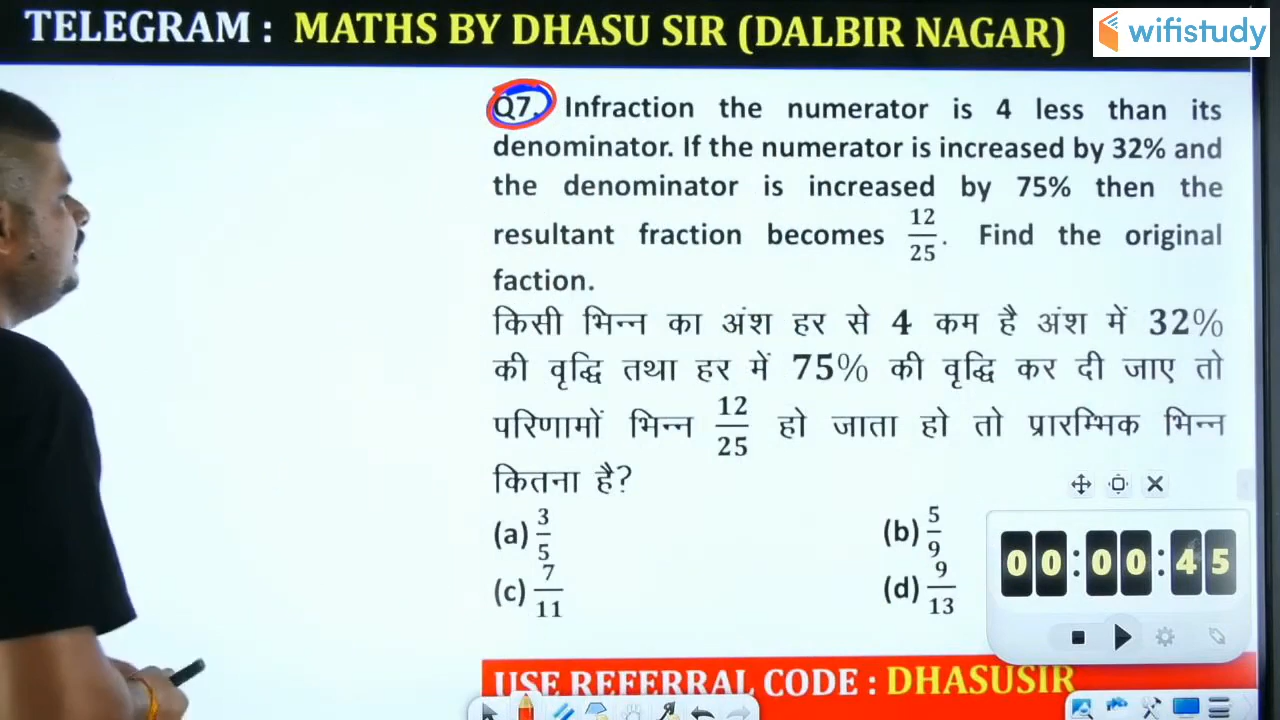 TELEGRAM : MATHS BY DHASU SIR (DALBIR NAGAR)
wifistudy
Q7. Infraction the numerator is 4 less than its
denominator. If the numerator is increased by 32% and
the denominator is increased by 75% then the
resultant fraction becomes 12/25. Find the original
faction.
किसी भिन्न का अंश हर से 4 कम है अंश में 32%
की वृद्धि तथा हर में 75% की वृद्धि कर दी जाए तो
परिणामों भिन्न 12/25 हो जाता हो तो प्रारम्भिक भिन्न
कितना है?
(a) 3/5 (b) 5/9
(c) 7/11 (d) 9/13
00:00:45
USE REFERRAL CODE : DHASUSIR